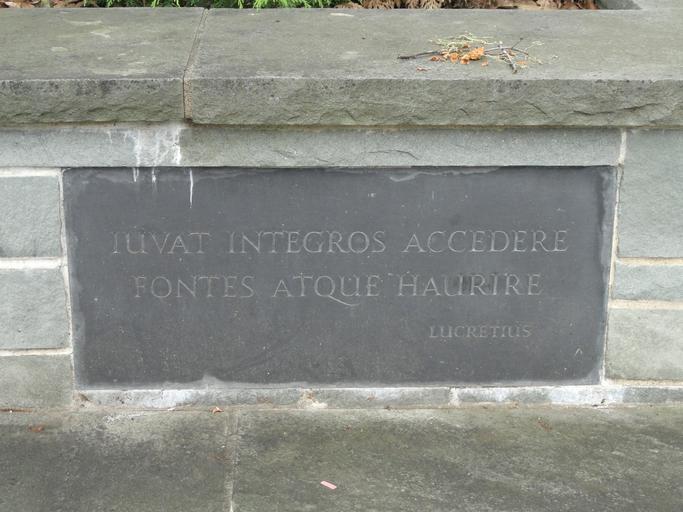 IUVAT INTEGROS ACCEDERE
FONTES ATQUE HAURIRE
LUCRETIUS